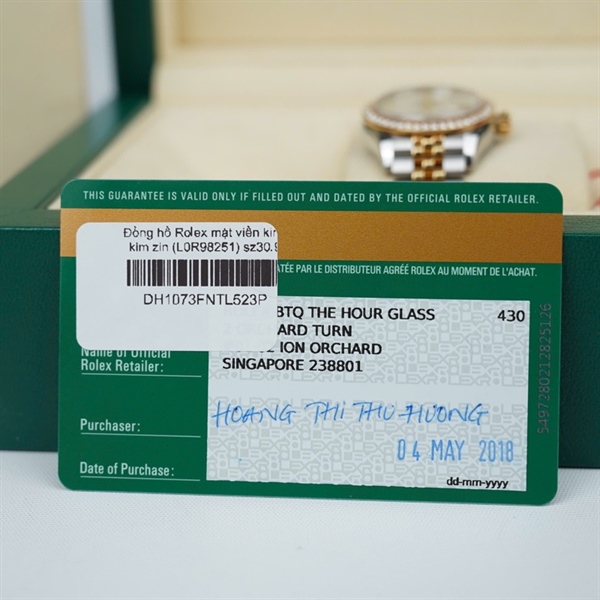 THIS GUARANTEE IS VALID ONLY IF FILLED OUT AND DATED BY THE OFFICIAL ROLEX RETAILER.
Đồng hồ Rolex mặt viền kim
kim zin (L0R98251) sz30.
DH1073FNTL523P
PAR LE DISTRIBUTEUR AGRÉÉ ROLEX AU MOMENT DE L'ACHAT.
BTQ THE HOUR GLASS 430
TURN
ION ORCHARD
SINGAPORE 238801
Name of Official
Rolex Retailer:
Purchaser: HOANG THI THU HUONG
04 MAY 2018
Date of Purchase:
dd-mm-yyyy
5497280212825126